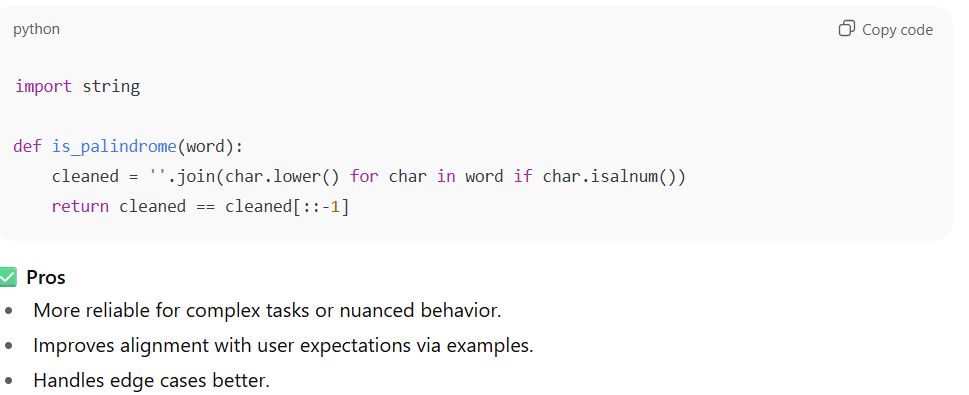 python
Copy code
import string
def is_palindrome(word):
    cleaned = ''.join(char.lower() for char in word if char.isalnum())
    return cleaned == cleaned[::-1]
✅ Pros
• More reliable for complex tasks or nuanced behavior.
• Improves alignment with user expectations via examples.
• Handles edge cases better.